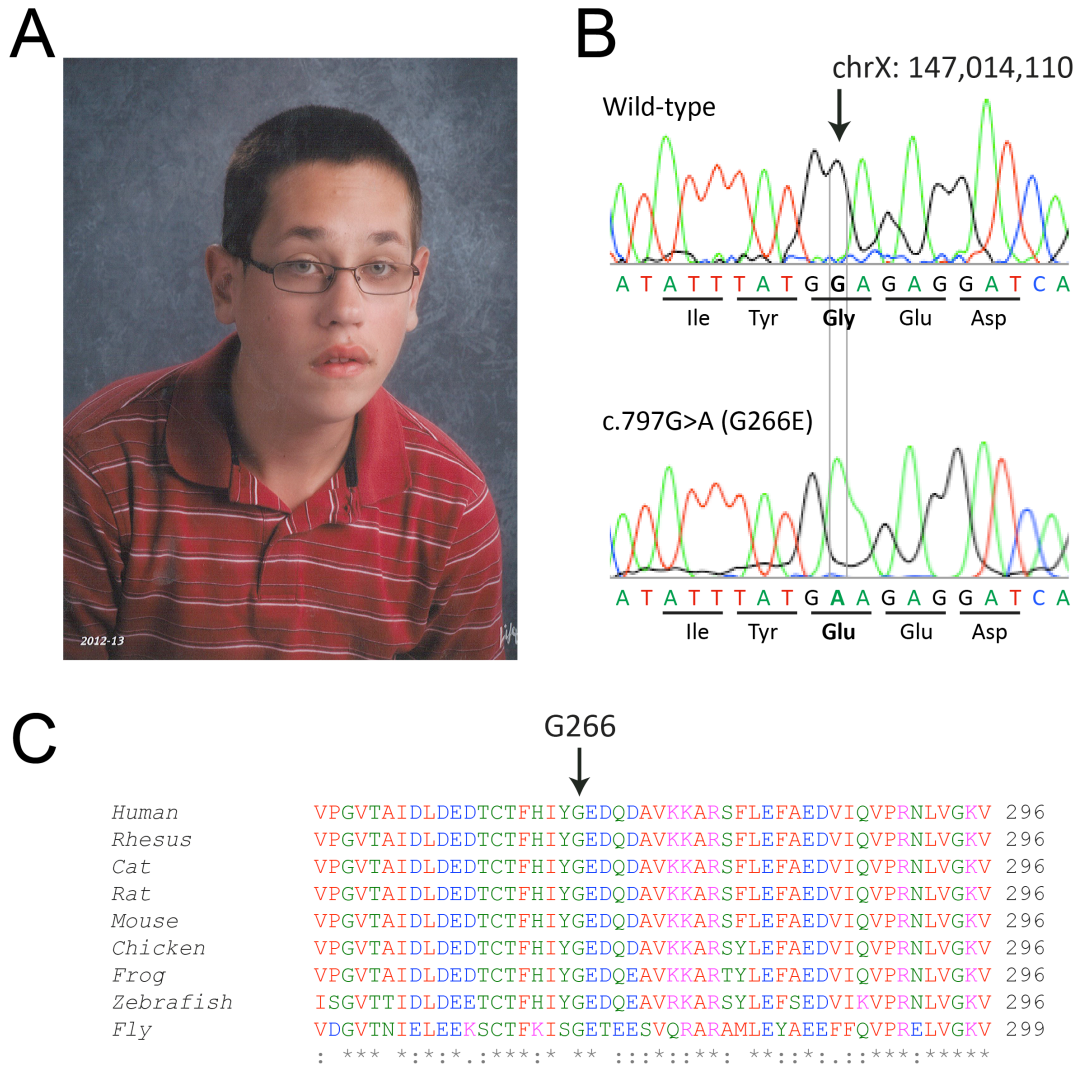 A
B
chrX: 147,014,110
Wild-type
A T A T T T A T G G A G A G G A T C A
Ile Tyr Gly Glu Asp
c.797G>A (G266E)
A T A T T T A T G A A G A G G A T C A
Ile Tyr Glu Glu Asp
2012-13
C
G266
Human VPGVTAIDLDEDTCTFHIYGEDQDAVKKARSFLEFAEDVIQVPRNLVGKV 296
Rhesus VPGVTAIDLDEDTCTFHIYGEDQDAVKKARSFLEFAEDVIQVPRNLVGKV 296
Cat VPGVTAIDLDEDTCTFHIYGEDQDAVKKARSFLEFAEDVIQVPRNLVGKV 296
Rat VPGVTAIDLDEDTCTFHIYGEDQDAVKKARSFLEFAEDVIQVPRNLVGKV 296
Mouse VPGVTAIDLDEDTCTFHIYGEDQDAVKKARSFLEFAEDVIQVPRNLVGKV 296
Chicken VPGVTAIDLDEDTCTFHIYGEDQDAVKKARSYLEFAEDVIQVPRNLVGKV 296
Frog VPGVTAIDLDEDTCTFHIYGEDQEAVKKARTYLEFAEDVIQVPRNLVGKV 296
Zebrafish ISGVTTIDLDEETCTFHIYGEDQEAVRKARSYLEFSEDVIKVPRNLVGKV 296
Fly VDGVTNIELEEKSCTFKISGETEESVQRARAMLEYAEEFFQVPRELVGKV 299
: *** *:*:*.:****:* ** :::*::**: **:*:.::***:*****